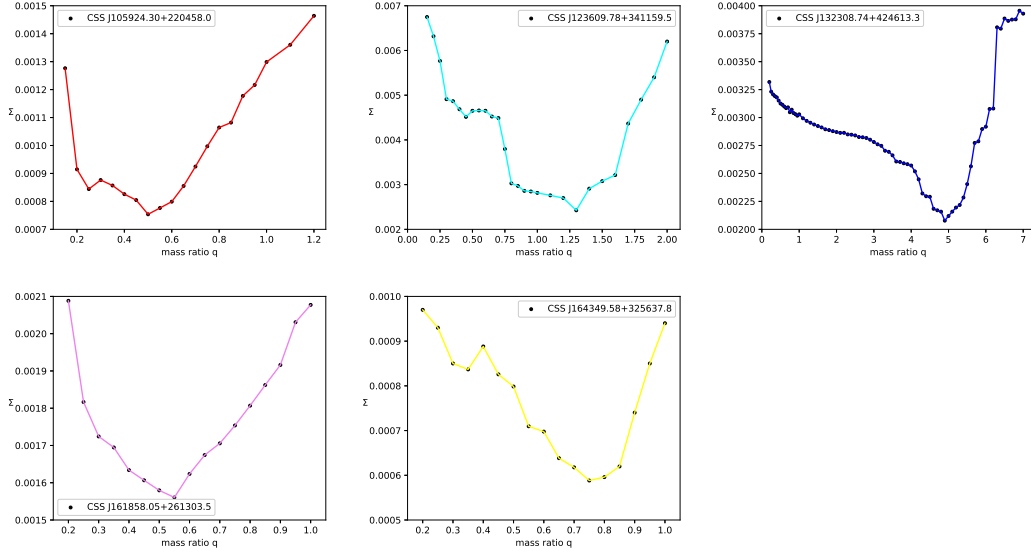 0.0015
0.0014
0.0013
0.0012
0.0011
0.0010
0.0009
0.0008
0.0007
Σ
CSS J105924.30+220458.0
0.2 0.4 0.6 0.8 1.0 1.2
mass ratio q
0.007
0.006
0.005
0.004
0.003
0.002
Σ
CSS J123609.78+341159.5
0.00 0.25 0.50 0.75 1.00 1.25 1.50 1.75 2.00
mass ratio q
0.00400
0.00375
0.00350
0.00325
0.00300
0.00275
0.00250
0.00225
0.00200
Σ
CSS J132308.74+424613.3
0 1 2 3 4 5 6 7
mass ratio q
0.0021
0.0020
0.0019
0.0018
0.0017
0.0016
0.0015
Σ
CSS J161858.05+261303.5
0.2 0.3 0.4 0.5 0.6 0.7 0.8 0.9 1.0
mass ratio q
0.0010
0.0009
0.0008
0.0007
0.0006
0.0005
Σ
CSS J164349.58+325637.8
0.2 0.3 0.4 0.5 0.6 0.7 0.8 0.9 1.0
mass ratio q